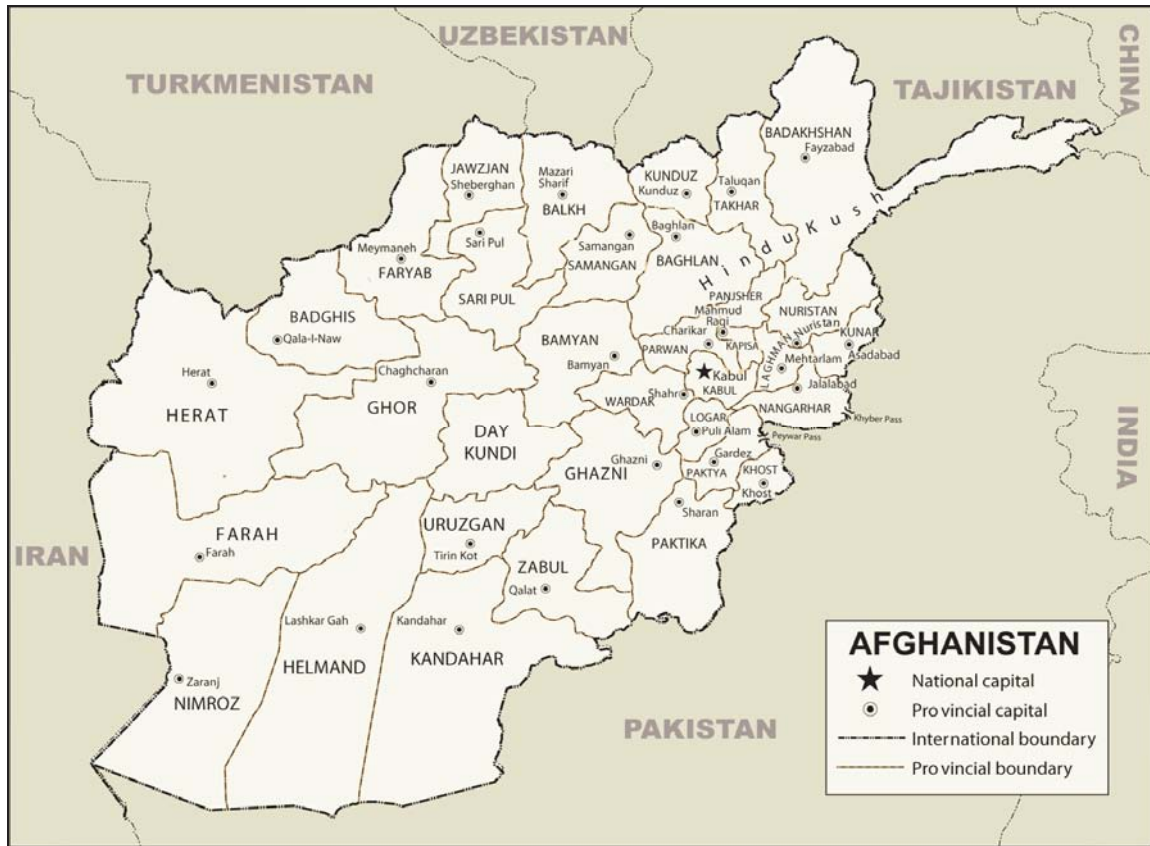 UZBEKISTAN
TURKMENISTAN
TAJIKISTAN
CHINA
BADAKHSHAN
Fayzabad
JAWZJAN
Sheberghan
Mazari
Sharif
BALKH
KUNDUZ
Kunduz
Taluqan
TAKHAR
Hindu Kush
Sari Pul
Samangan
SAMANGAN
Baghlan
BAGHLAN
Meymaneh
FARYAB
SARI PUL
PANJSHER
BADGHIS
Qala-I-Naw
BAMYAN
Bamyan
Mahmud
Raqi
Charikar
PARWAN
KAPISA
NURISTAN
Nuristan
KUNAR
Asadabad
LAGHMAN
Mehtarlam
Herat
HERAT
Chaghcharan
GHOR
Kabul
KABUL
Shahr
WARDAK
Jalalabad
NANGARHAR
Khyber Pass
INDIA
DAY
KUNDI
LOGAR
Puli Alam
Peywar Pass
GHAZNI
Ghazni
Gardez
PAKTYA
KHOST
Khost
Sharan
PAKTIKA
FARAH
Farah
IRAN
URUZGAN
Tirin Kot
ZABUL
Qalat
Lashkar Gah
HELMAND
Kandahar
KANDAHAR
Zaranj
NIMROZ
PAKISTAN
AFGHANISTAN
National capital
Provincial capital
International boundary
Provincial boundary